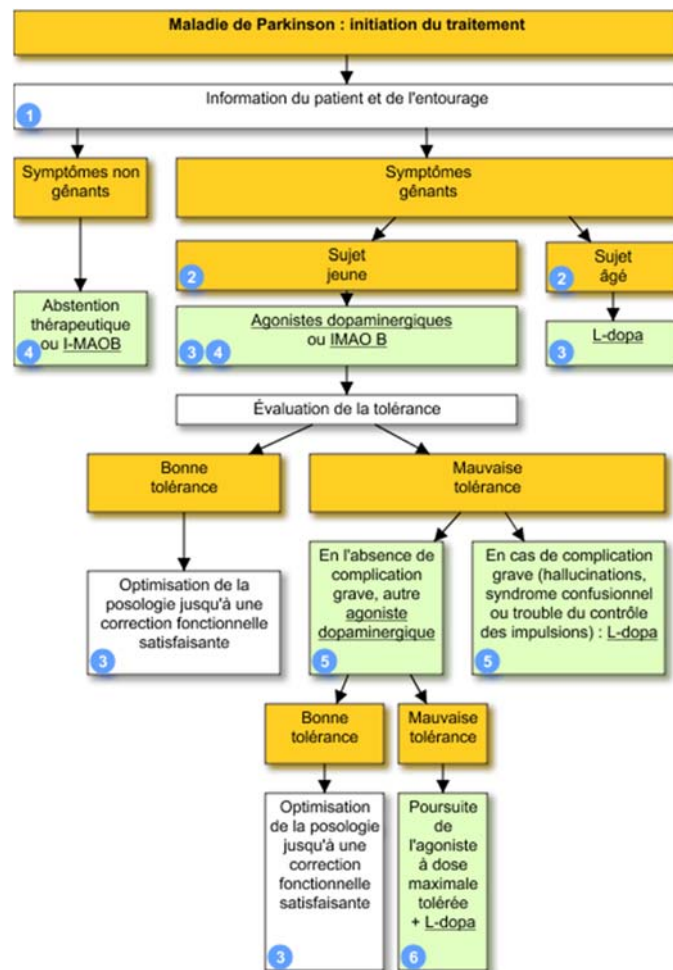 Maladie de Parkinson : initiation du traitement
Information du patient et de l'entourage
1
Symptômes non
gênants
Symptômes
gênants
Sujet
jeune
2
Sujet
âgé
2
Abstention
thérapeutique
ou I-MAOB
4
Agonistes dopaminergiques
ou IMAO B
3 4
L-dopa
3
Évaluation de la tolérance
Bonne
tolérance
Mauvaise
tolérance
Optimisation de la
posologie jusqu'à une
correction fonctionnelle
satisfaisante
3
En l'absence de
complication
grave, autre
agoniste
dopaminergique
5
En cas de complication
grave (hallucinations,
syndrome confusionnel
ou trouble du contrôle
des impulsions) : L-dopa
5
Bonne
tolérance
Mauvaise
tolérance
Optimisation
de la posologie
jusqu'à une
correction
fonctionnelle
satisfaisante
3
Poursuite
de
l'agoniste
à dose
maximale
tolérée
+ L-dopa
6